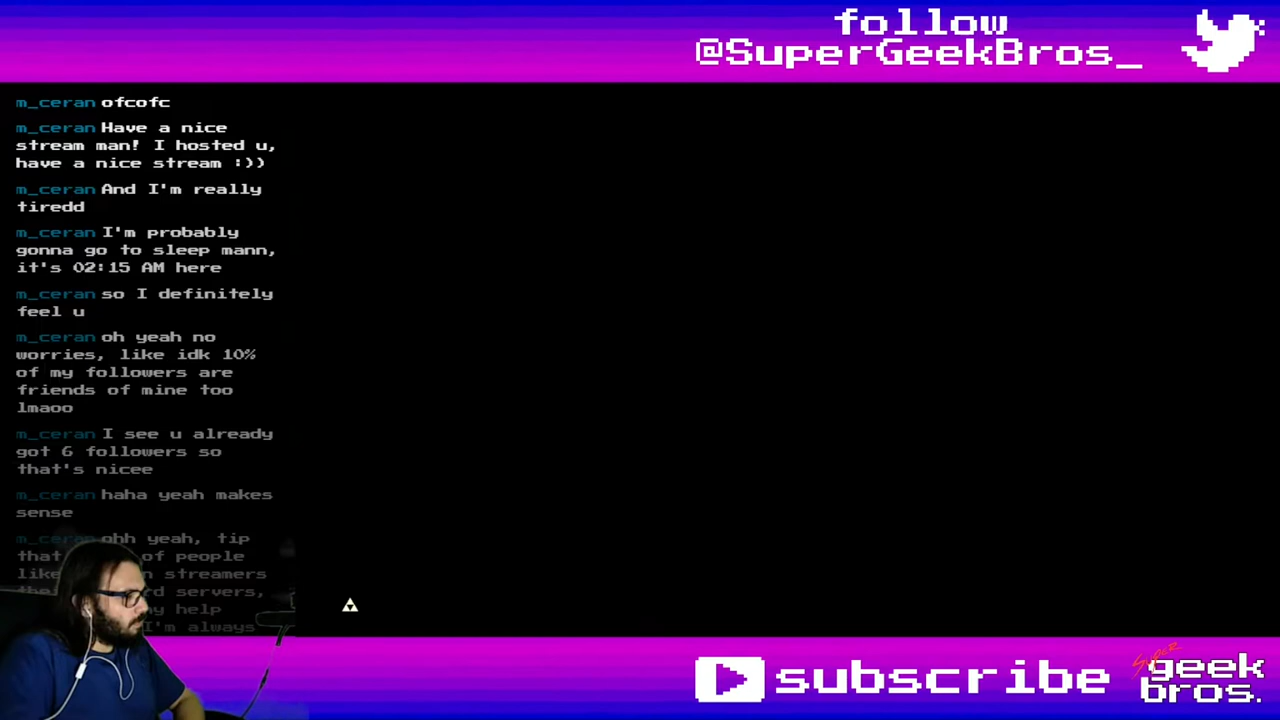 follow
@SuperGeekBros_
m_ceran ofcofc
m_ceran Have a nice
stream man! I hosted u,
have a nice stream :))
m_ceran And I'm really
tiredd
m_ceran I'm probably
gonna go to sleep mann,
it's 02:15 AM here
m_ceran so I definitely
feel u
m_ceran oh yeah no
worries, like idk 10%
of my followers are
friends of mine too
lmaoo
m_ceran I see u already
got 6 followers so
that's nicee
m_ceran haha yeah makes
sense
m_ceran ohh yeah, tip
that of people
streamers
servers,
help
I'm always
subscribe
super
geek
bros.